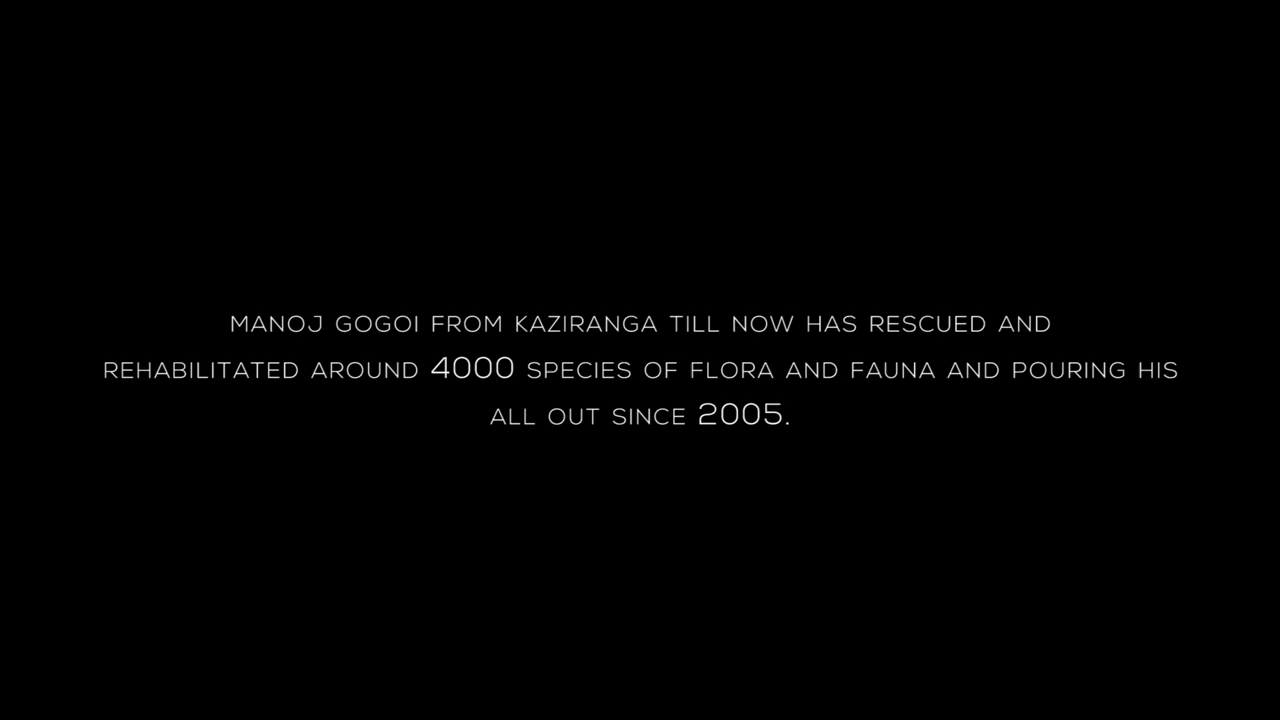 MANOJ GOGOI FROM KAZIRANGA TILL NOW HAS RESCUED AND
REHABILITATED AROUND 4000 SPECIES OF FLORA AND FAUNA AND POURING HIS
ALL OUT SINCE 2005.